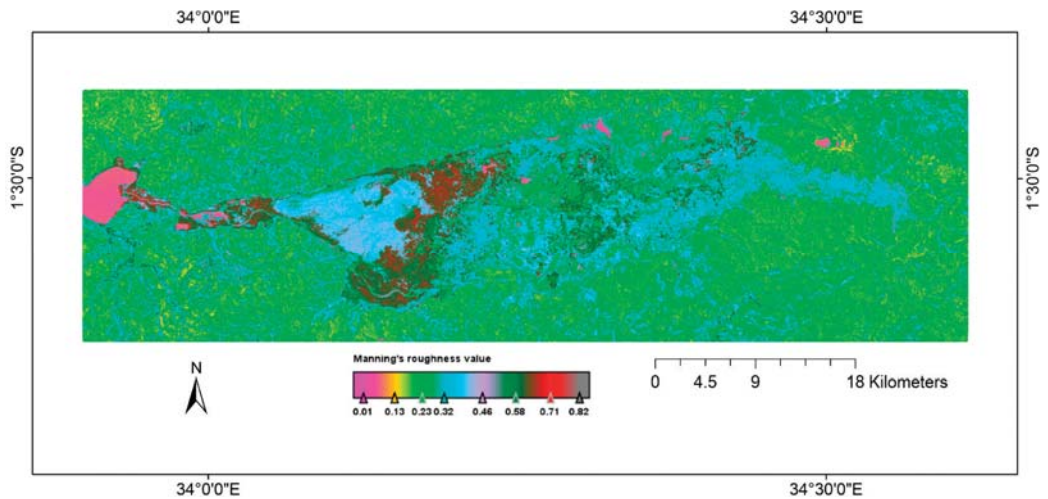 34°0'0"E 34°30'0"E
1°30'0"S 1°30'0"S
N
Manning's roughness value
0.01 0.13 0.23 0.32 0.46 0.58 0.71 0.82
0 4.5 9 18 Kilometers
34°0'0"E 34°30'0"E